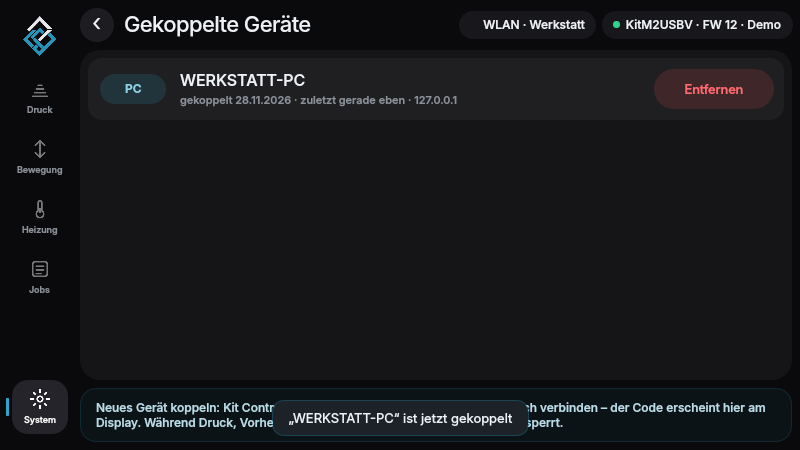 Gekoppelte Geräte
WLAN · Werkstatt
KitM2USBV · FW 12 · Demo
Druck
Bewegung
Heizung
Jobs
System
PC
WERKSTATT-PC
gekoppelt 28.11.2026 · zuletzt gerade eben · 127.0.0.1
Entfernen
Neues Gerät koppeln: Kit Contr
ch verbinden – der Code erscheint hier am
Display. Während Druck, Vorhe
sperrt.
„WERKSTATT-PC“ ist jetzt gekoppelt